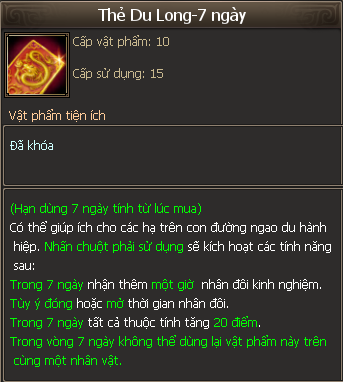 Thẻ Du Long-7 ngày
Cấp vật phẩm: 10
Cấp sử dụng: 15
Vật phẩm tiện ích
Đã khóa
(Hạn dùng 7 ngày tính từ lúc mua)
Có thể giúp ích cho các hạ trên con đường ngao du hành
hiệp. Nhấn chuột phải sử dụng sẽ kích hoạt các tính năng
sau:
Trong 7 ngày nhận thêm một giờ nhân đôi kinh nghiệm.
Tùy ý đóng hoặc mở thời gian nhân đôi.
Trong 7 ngày tất cả thuộc tính tăng 20 điểm.
Trong vòng 7 ngày không thể dùng lại vật phẩm này trên
cùng một nhân vật.